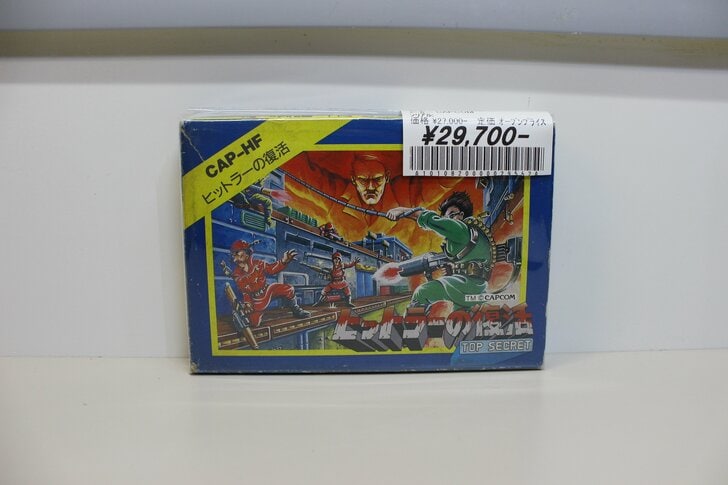 CAP-HF
ヒットラーの復活
価格 ¥27,000- 定価 オープンプライス
¥29,700-
TM © CAPCOM
ヒットラーの復活
TOP SECRET